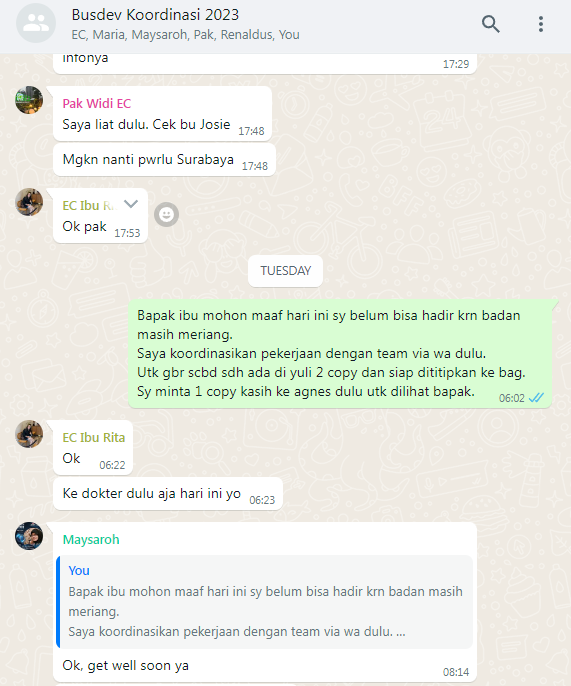 Busdev Koordinasi 2023
EC, Maria, Maysaroh, Pak, Renaldus, You
infonya
17:29
Pak Widi EC
Saya liat dulu. Cek bu Josie 17:48
Mgkn nanti pwrlu Surabaya 17:48
EC Ibu
Ok pak 17:53
TUESDAY
Bapak ibu mohon maaf hari ini sy belum bisa hadir krn badan
masih meriang.
Saya koordinasikan pekerjaan dengan team via wa dulu.
Utk gbr scbd sdh ada di yuli 2 copy dan siap dititipkan ke bag.
Sy minta 1 copy kasih ke agnes dulu utk dilihat bapak. 06:02
EC Ibu Rita
Ok 06:22
Ke dokter dulu aja hari ini yo 06:23
Maysaroh
You
Bapak ibu mohon maaf hari ini sy belum bisa hadir krn badan masih
meriang.
Saya koordinasikan pekerjaan dengan team via wa dulu. ...
Ok, get well soon ya 08:14